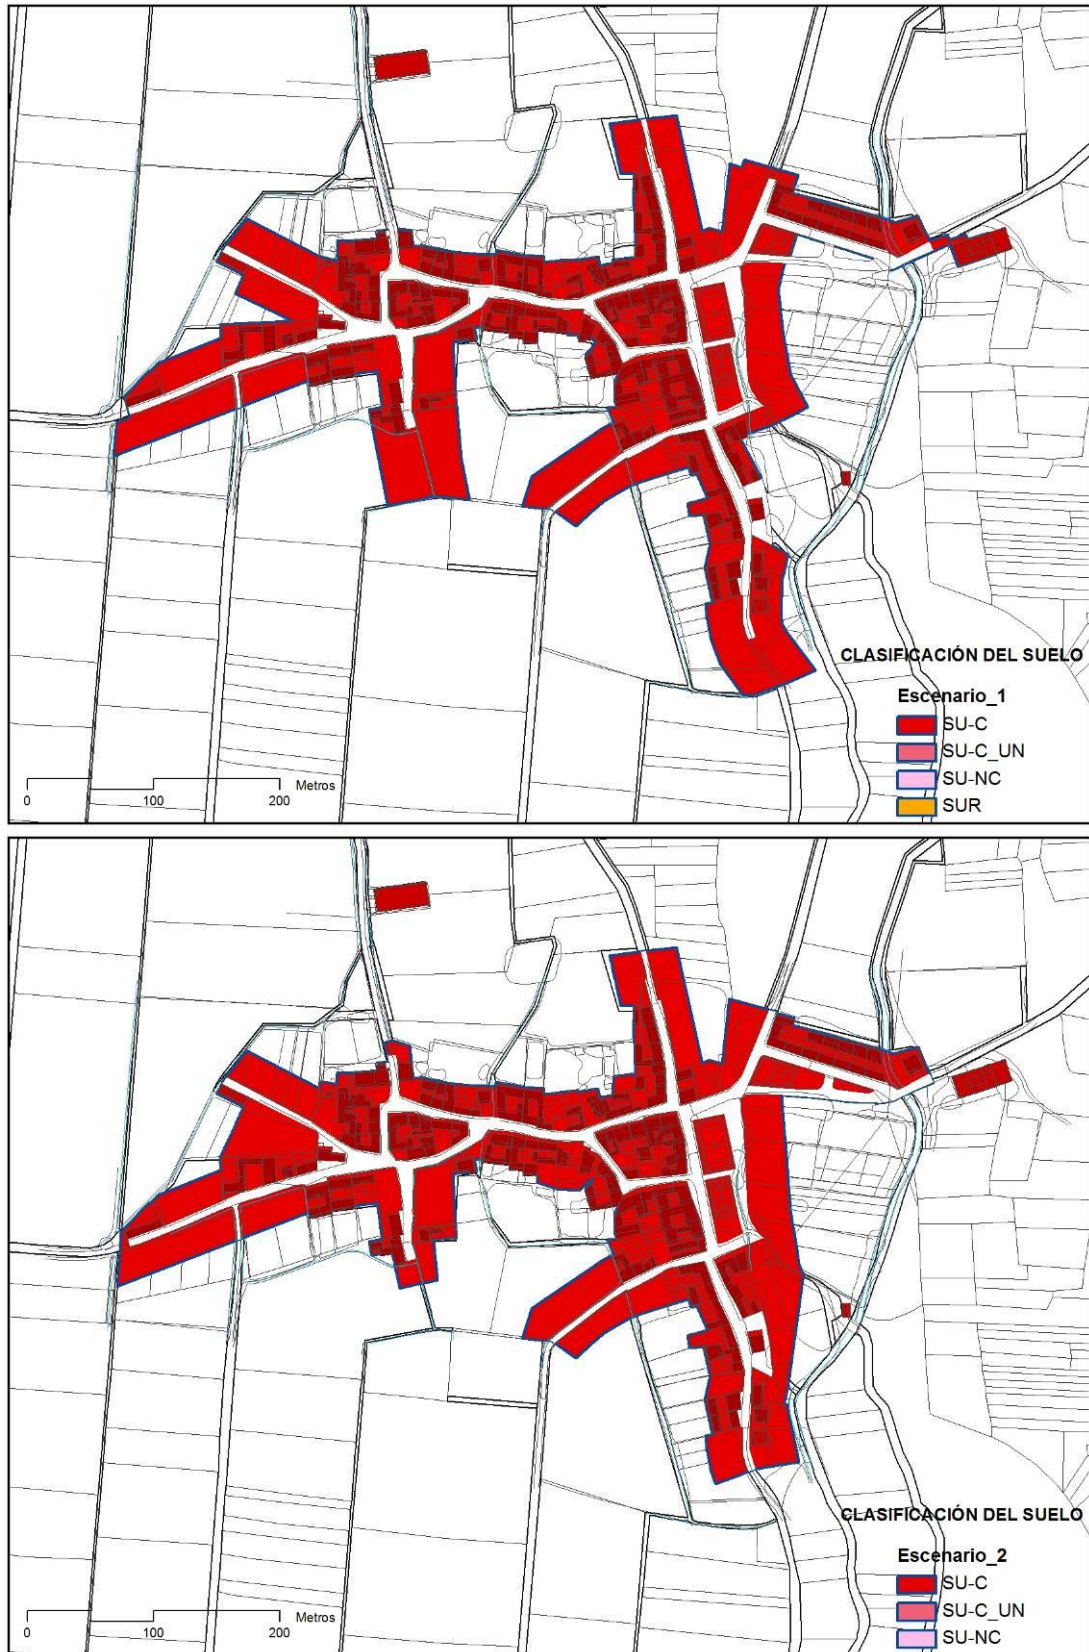 CLASIFICACIÓN DEL SUELO
Escenario_1
SU-C
SU-C_UN
SU-NC
SUR
Metros
0 100 200
CLASIFICACIÓN DEL SUELO
Escenario_2
SU-C
SU-C_UN
SU-NC
Metros
0 100 200